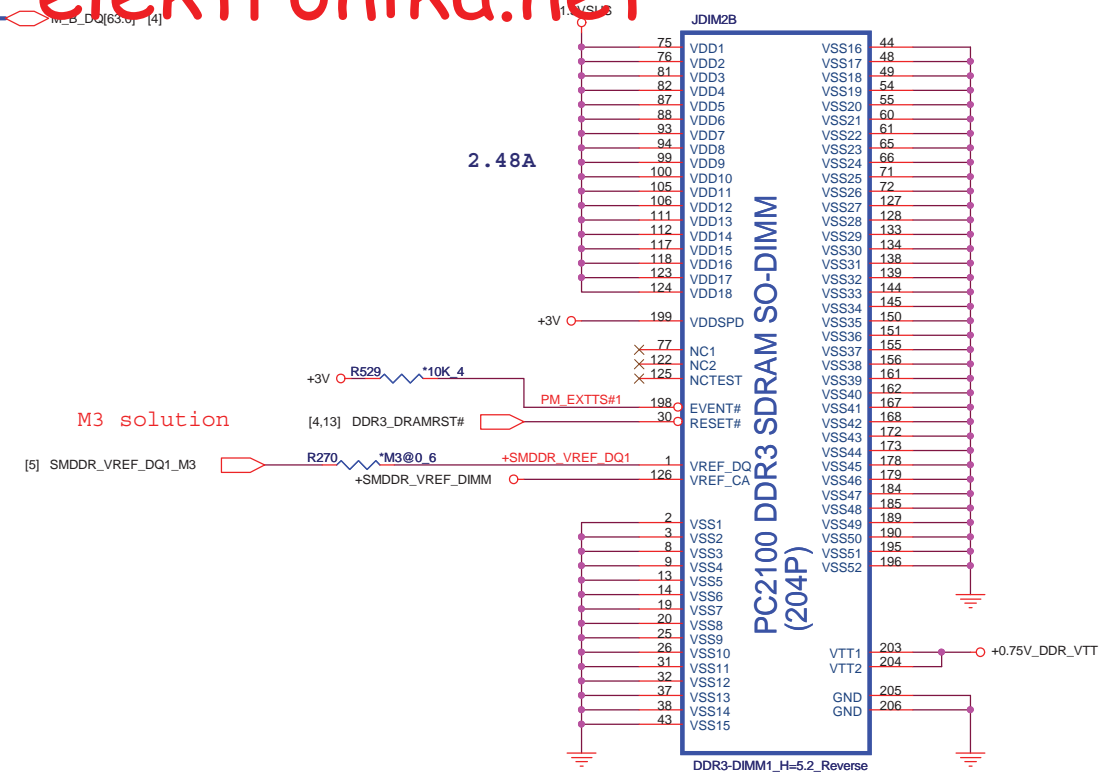 elektronika.net
M_B_DQ[63:0] [4]
JDIM2B
75 VDD1 VSS16 44
76 VDD2 VSS17 48
81 VDD3 VSS18 49
82 VDD4 VSS19 54
87 VDD5 VSS20 55
88 VDD6 VSS21 60
93 VDD7 VSS22 61
94 VDD8 VSS23 65
99 VDD9 VSS24 66
100 VDD10 VSS25 71
105 VDD11 VSS26 72
106 VDD12 VSS27 127
111 VDD13 VSS28 128
112 VDD14 VSS29 133
117 VDD15 VSS30 134
118 VDD16 VSS31 138
123 VDD17 VSS32 139
124 VDD18 VSS33 144
2.48A
VSS34 145
+3V 199 VDDSPD VSS35 150
VSS36 151
77 NC1 VSS37 155
122 NC2 VSS38 156
125 NCTEST VSS39 161
+3V R529 *10K_4
VSS40 162
PM_EXTTS#1 198 EVENT# VSS41 167
[4,13] DDR3_DRAMRST# 30 RESET# VSS42 168
M3 solution
VSS43 172
VSS44 173
[5] SMDDR_VREF_DQ1_M3 R270 *M3@0_6 +SMDDR_VREF_DQ1 1 VREF_DQ VSS45 178
+SMDDR_VREF_DIMM 126 VREF_CA VSS46 179
VSS47 184
VSS48 185
2 VSS1 VSS49 189
3 VSS2 VSS50 190
8 VSS3 VSS51 195
9 VSS4 VSS52 196
13 VSS5
14 VSS6
19 VSS7
20 VSS8
25 VSS9
26 VSS10 VTT1 203 +0.75V_DDR_VTT
31 VSS11 VTT2 204
32 VSS12
37 VSS13 GND 205
38 VSS14 GND 206
43 VSS15
PC2100 DDR3 SDRAM SO-DIMM
(204P)
DDR3-DIMM1_H=5.2_Reverse